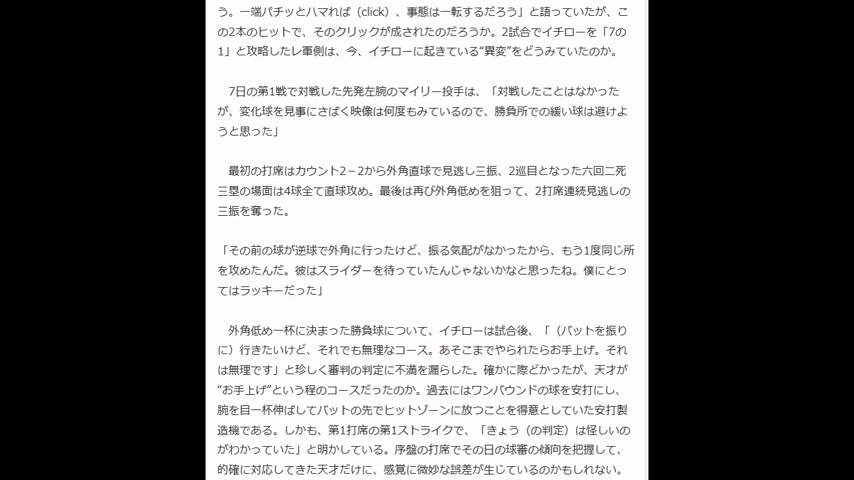 う。一端パチッとハマれば（click）、事態は一転するだろう」と語っていたが、こ
の2本のヒットで、そのクリックが成されたのだろうか。2試合でイチローを「7の
1」と攻略したレ軍側は、今、イチローに起きている“異変”をどうみていたのか。
7日の第1戦で対戦した先発左腕のマイリー投手は、「対戦したことはなかった
が、変化球を見事にさばく映像は何度もみているので、勝負所での緩い球は避けよ
うと思った」
最初の打席はカウント2－2から外角直球で見逃し三振、2巡目となった六回二死
三塁の場面は4球全て直球攻め。最後は再び外角低めを狙って、2打席連続見逃しの
三振を奪った。
「その前の球が逆球で外角に行ったけど、振る気配がなかったから、もう1度同じ所
を攻めたんだ。彼はスライダーを待っていたんじゃないかなと思ったね。僕にとっ
てはラッキーだった」
外角低め一杯に決まった勝負球について、イチローは試合後、「（バットを振り
に）行きたいけど、それでも無理なコース。あそこまでやられたらお手上げ。それ
は無理です」と珍しく審判の判定に不満を漏らした。確かに際どかったが、天才が
“お手上げ”という程のコースだったのか。過去にはワンバウンドの球を安打にし、
腕を目一杯伸ばしてバットの先でヒットゾーンに放つことを得意としていた安打製
造機である。しかも、第1打席の第1ストライクで、「きょう（の判定）は怪しいの
がわかっていた」と明かしている。序盤の打席でその日の球審の傾向を把握して、
的確に対応してきた天才だけに、感覚に微妙な誤差が生じているのかもしれない。